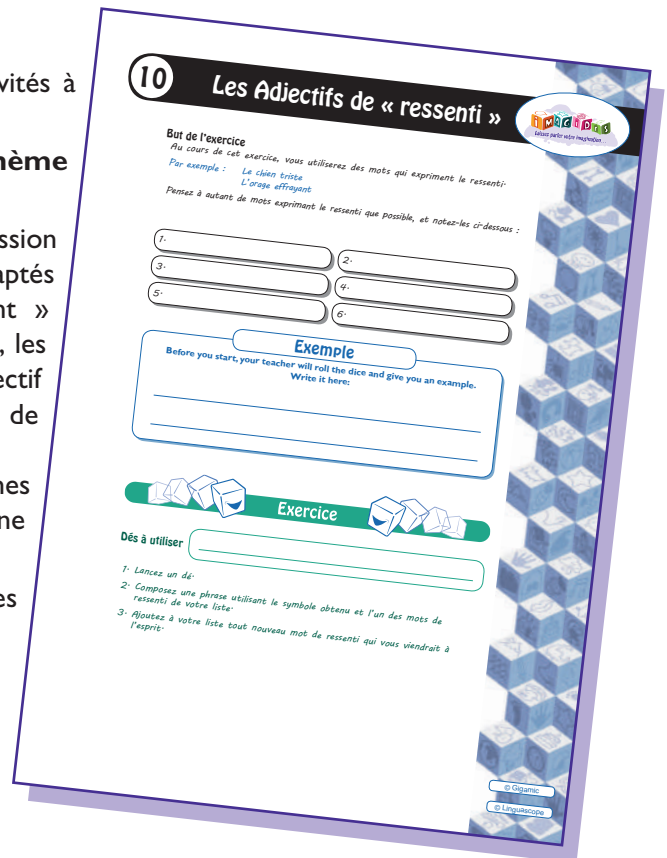 vités à
hème
ssion
aptés
nt »
, les
ectif
de
nes
ne
es
10
Les Adjectifs de « ressenti »
imagidés
Laissez parler votre imagination...
But de l'exercice
Au cours de cet exercice, vous utiliserez des mots qui expriment le ressenti.
Par exemple : Le chien triste
L'orage effrayant
Pensez à autant de mots exprimant le ressenti que possible, et notez-les ci-dessous :
1. 2.
3. 4.
5. 6.
Exemple
Before you start, your teacher will roll the dice and give you an example.
Write it here:
Exercice
Dés à utiliser
1. Lancez un dé.
2. Composez une phrase utilisant le symbole obtenu et l'un des mots de
ressenti de votre liste.
3. Ajoutez à votre liste tout nouveau mot de ressenti qui vous viendrait à
l'esprit.
© Gigamic
© Linguascope